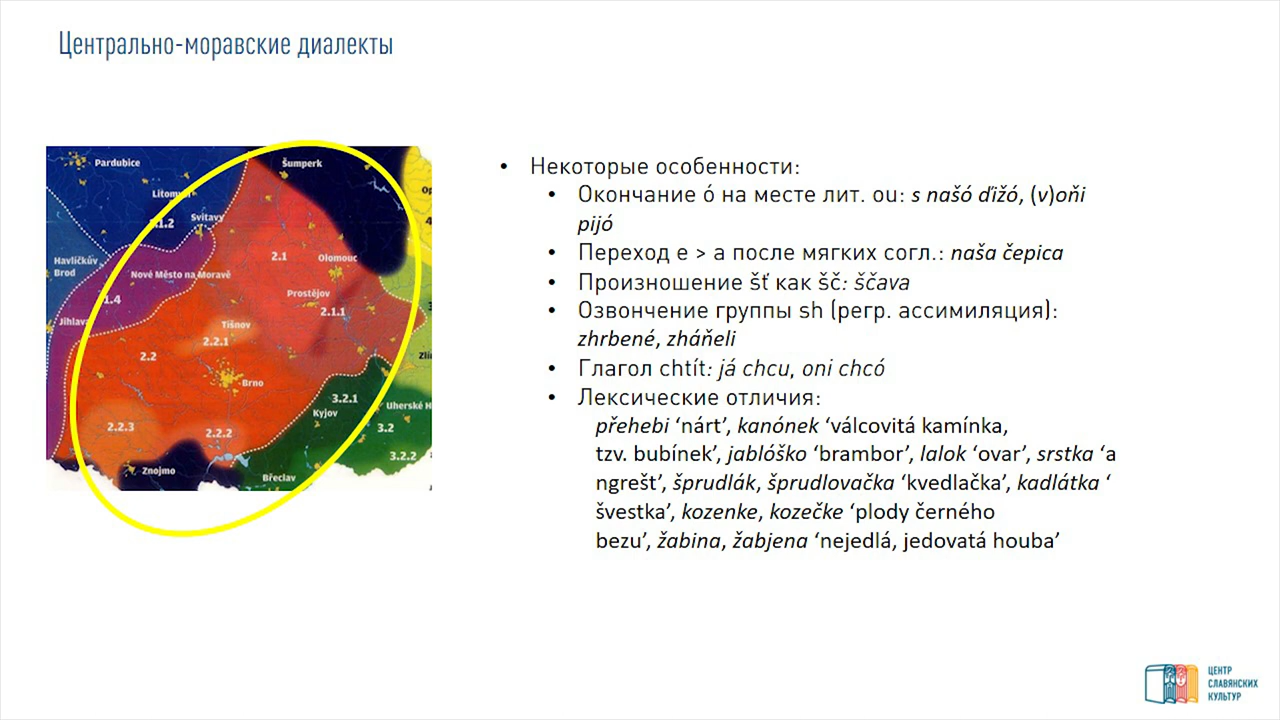 Центрально-моравские диалекты
Pardubice
Šumperk
Svitavy
1.2
2.1
Havlíčkův
Brod
Nové Město na Moravě
Olomouc
1.4
Prostějov
2.1.1
Jihlava
Tišnov
2.2.1
2.2
Brno
3.2.1
Kyjov
2.2.3
2.2.2
3.2
3.2.2
Znojmo
Břeclav
• Некоторые особенности:
• Окончание ó на месте лит. ou: s našó ďižó, (v)oňi
pijó
• Переход e > a после мягких согл.: naša čepica
• Произношение šť как šč: ščava
• Озвончение группы sh (регр. ассимиляция):
zhrbené, zháňeli
• Глагол chtít: já chcu, oni chcó
• Лексические отличия:
přehebi ‘nárt’, kanónek ‘válcovitá kamínka,
tzv. bubínek’, jablóško ‘brambor’, lalok ‘ovar’, srstka ‘a
ngrešt’, šprudlák, šprudlovačka ‘kvedlačka’, kadlátka ‘
švestka’, kozenke, kozečke ‘plody černého
bezu’, žabina, žabjena ‘nejedlá, jedovatá houba’
ЦЕНТР
СЛАВЯНСКИХ
КУЛЬТУР